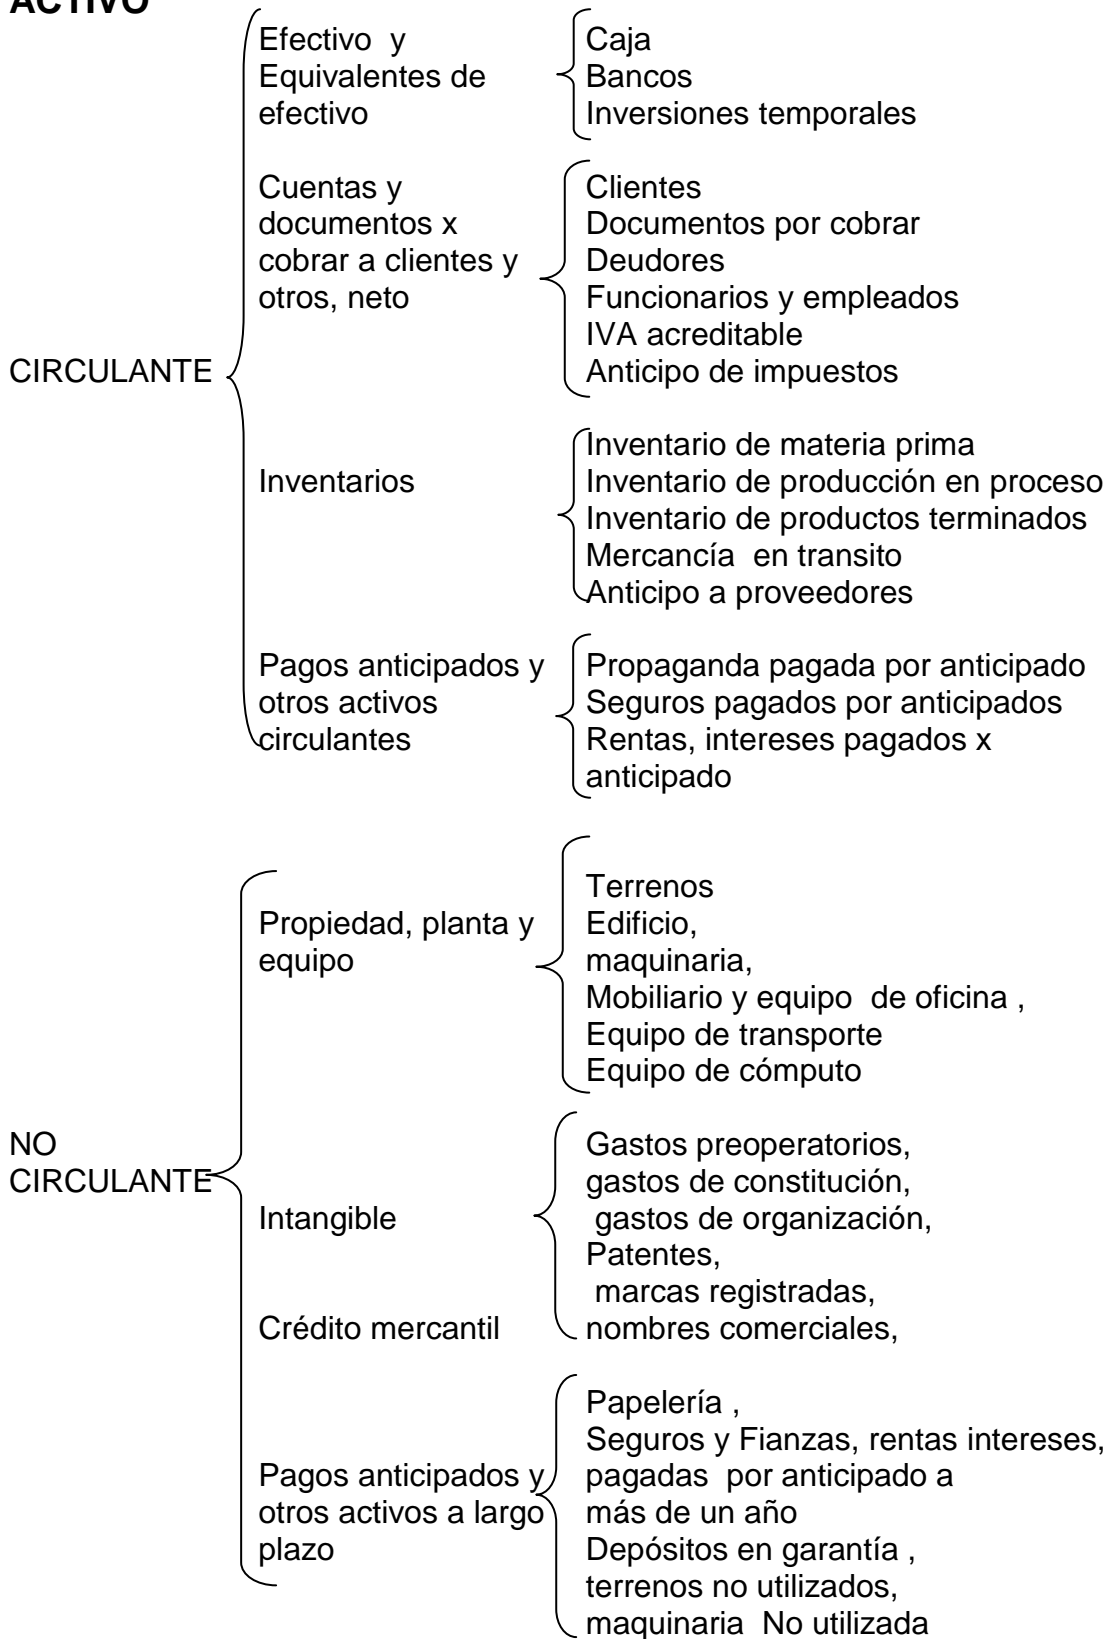 ACTIVO
Efectivo y
Equivalentes de
efectivo
Caja
Bancos
Inversiones temporales
Cuentas y
documentos x
cobrar a clientes y
otros, neto
Clientes
Documentos por cobrar
Deudores
Funcionarios y empleados
IVA acreditable
Anticipo de impuestos
CIRCULANTE
Inventarios
Inventario de materia prima
Inventario de producción en proceso
Inventario de productos terminados
Mercancía en transito
Anticipo a proveedores
Pagos anticipados y
otros activos
circulantes
Propaganda pagada por anticipado
Seguros pagados por anticipados
Rentas, intereses pagados x
anticipado
Propiedad, planta y
equipo
Terrenos
Edificio,
maquinaria,
Mobiliario y equipo de oficina ,
Equipo de transporte
Equipo de cómputo
NO
CIRCULANTE
Intangible
Crédito mercantil
Gastos preoperatorios,
gastos de constitución,
gastos de organización,
Patentes,
marcas registradas,
nombres comerciales,
Pagos anticipados y
otros activos a largo
plazo
Papelería ,
Seguros y Fianzas, rentas intereses,
pagadas por anticipado a
más de un año
Depósitos en garantía ,
terrenos no utilizados,
maquinaria No utilizada